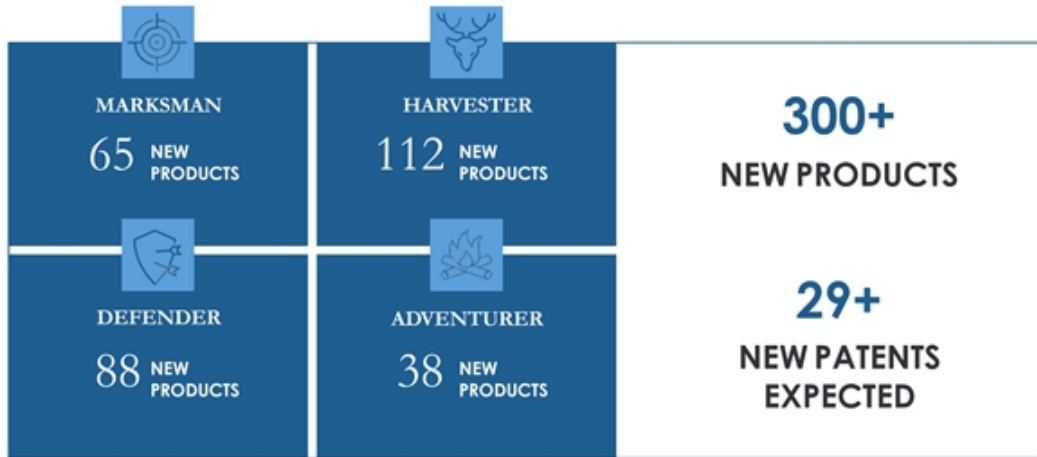 MARKSMAN
65 NEW
PRODUCTS
HARVESTER
112 NEW
PRODUCTS
300+
NEW PRODUCTS
DEFENDER
88 NEW
PRODUCTS
ADVENTURER
38 NEW
PRODUCTS
29+
NEW PATENTS
EXPECTED